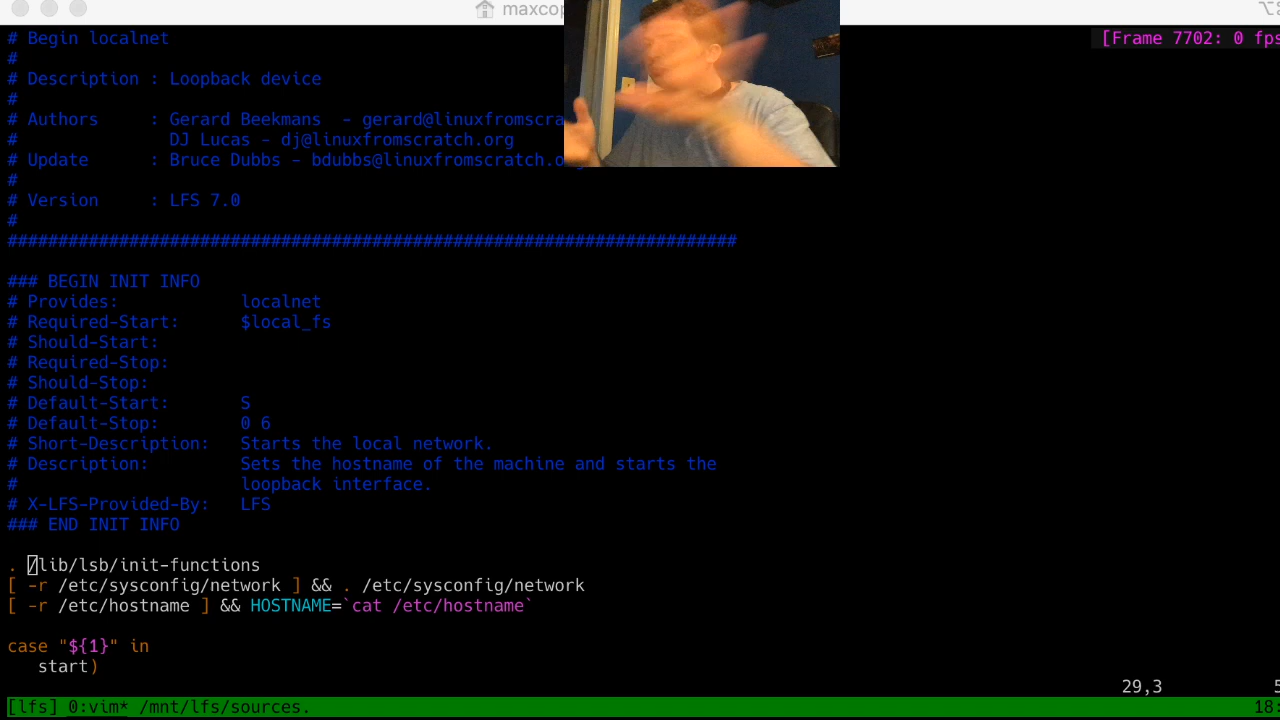 maxcop
# Begin localnet
[Frame 7702: 0 fps
#
# Description : Loopback device
#
# Authors     : Gerard Beekmans  - gerard@linuxfromscra
#               DJ Lucas - dj@linuxfromscratch.org
# Update      : Bruce Dubbs - bdubbs@linuxfromscratch.o
#
# Version     : LFS 7.0
#
########################################################################

### BEGIN INIT INFO
# Provides:            localnet
# Required-Start:      $local_fs
# Should-Start:
# Required-Stop:
# Should-Stop:
# Default-Start:       S
# Default-Stop:        0 6
# Short-Description:   Starts the local network.
# Description:         Sets the hostname of the machine and starts the
#                      loopback interface.
# X-LFS-Provided-By:   LFS
### END INIT INFO

. /lib/lsb/init-functions
[ -r /etc/sysconfig/network ] && . /etc/sysconfig/network
[ -r /etc/hostname ] && HOSTNAME=`cat /etc/hostname`

case "${1}" in
   start)
29,3
[lfs] 0:vim* /mnt/lfs/sources.
18: